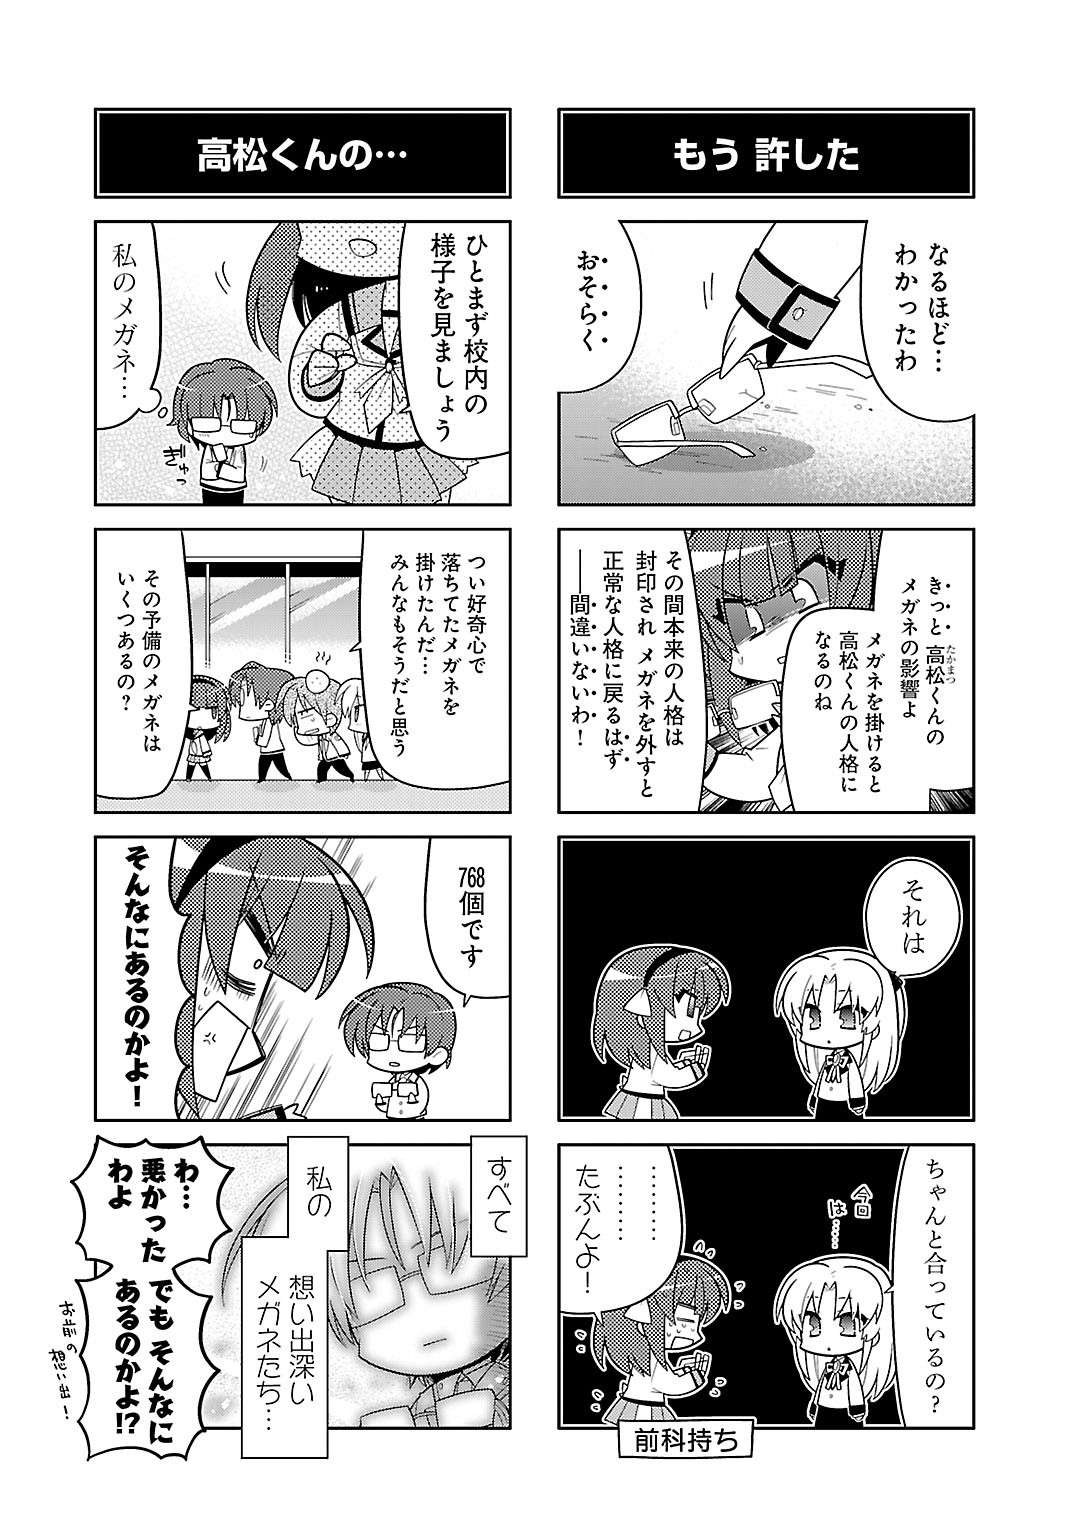 もう 許した
なるほど…
わかったわ
おそらく
きっと 高松くんの
たかまつ
メガネの影響よ
メガネを掛けると
高松くんの人格に
なるのね
その間本来の人格は
封印され メガネを外すと
正常な人格に戻るはず
――間違いないわ！
それは
ちゃんと合っているの？
今回
は……
………
………
たぶんよ！
前科持ち
高松くんの…
ひとまず校内の
様子を見ましょう
私のメガネ…
ぎゅっ
つい好奇心で
落ちてたメガネを
掛けたんだ…
みんなもそうだと思う
その予備のメガネは
いくつあるの？
768個です
そんなにあるのかよ！
すべて
私の
想い出深い
メガネたち…
わ…
悪かった
わよ
でも そんなに
あるのかよ!?
お前の
想い出！